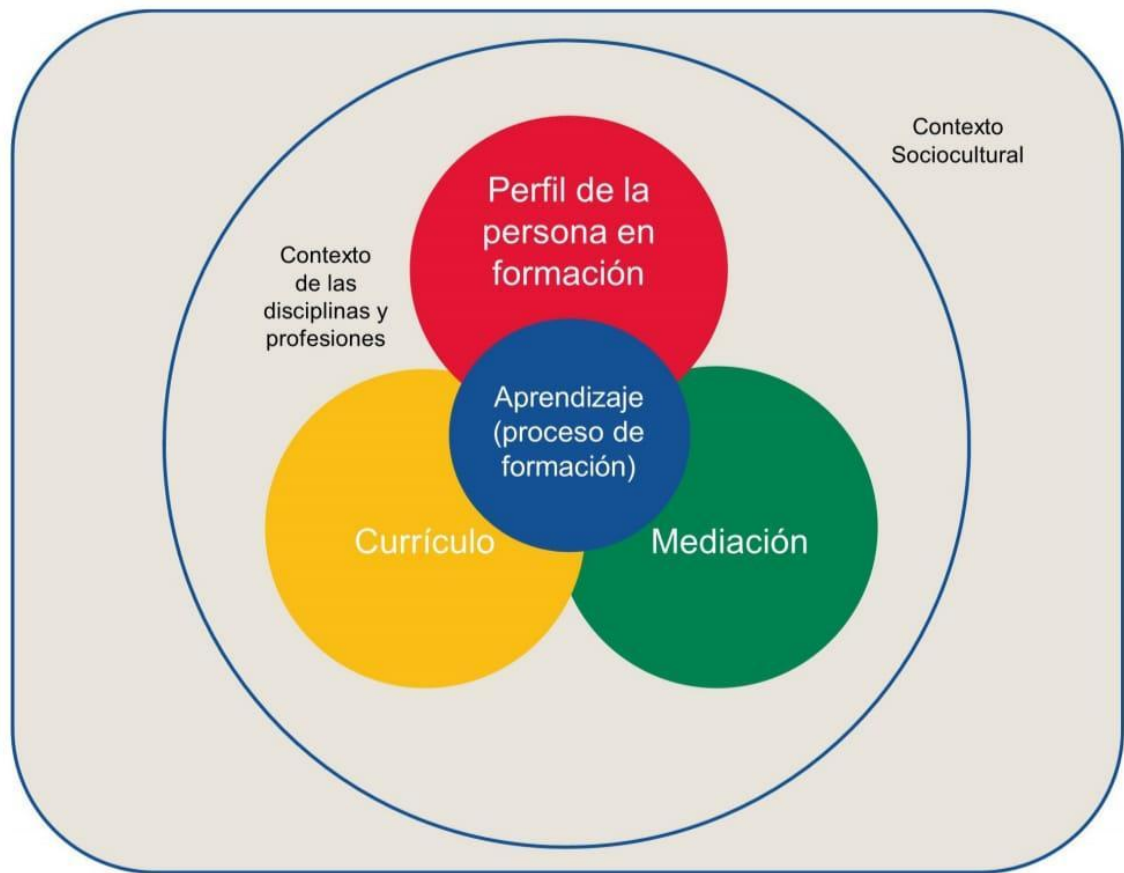 Contexto
Sociocultural
Perfil de la
persona en
formación
Contexto
de las
disciplinas y
profesiones
Aprendizaje
(proceso de
formación)
Currículo
Mediación